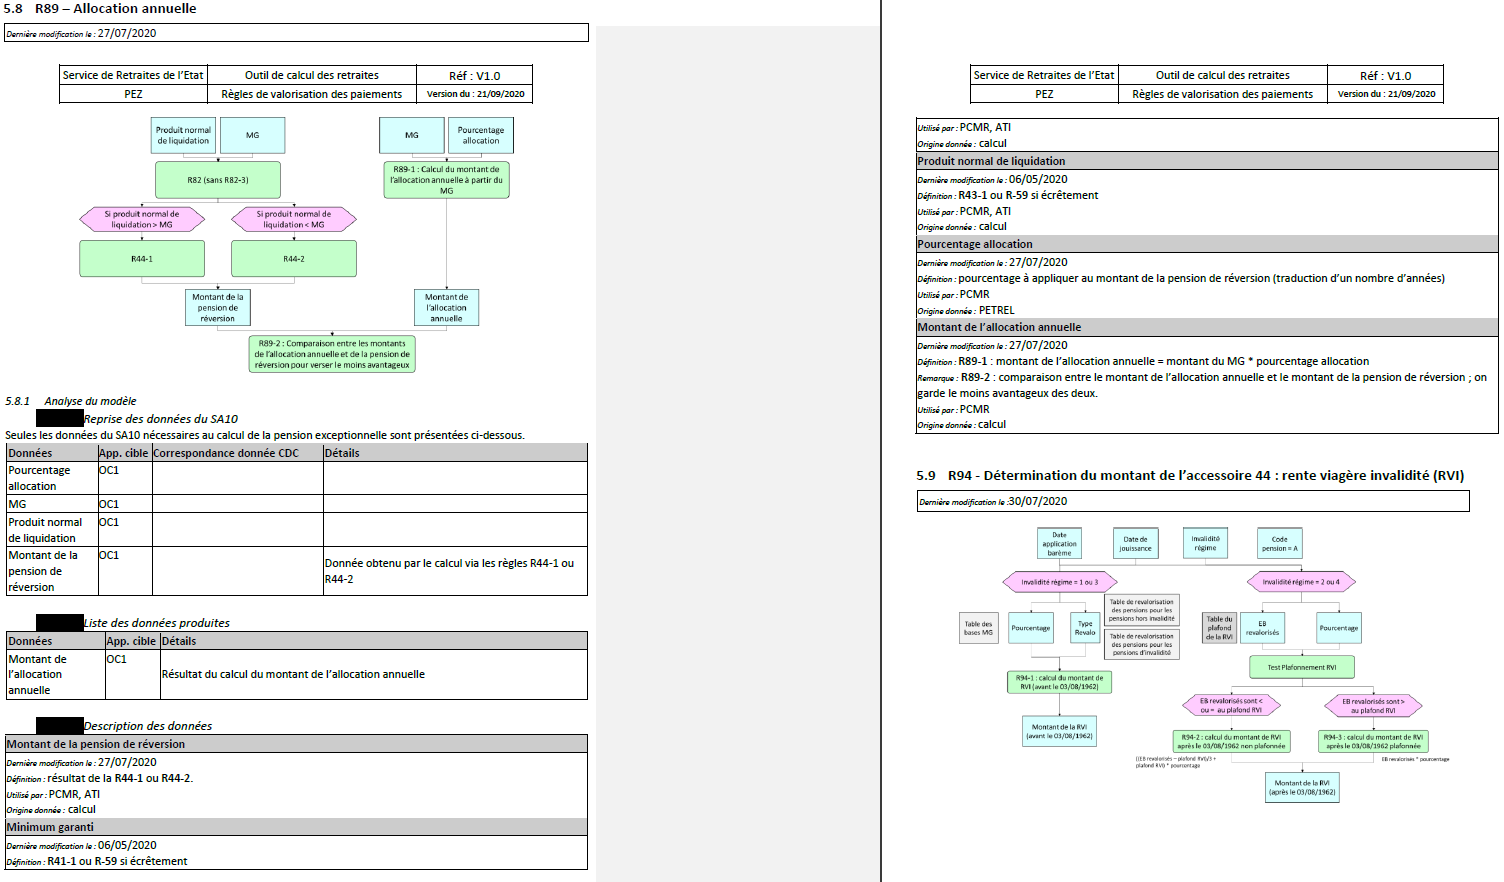 5.8 R89 – Allocation annuelle
Dernière modification le : 27/07/2020
Service de Retraites de l'Etat Outil de calcul des retraites Réf : V1.0
PEZ Règles de valorisation des paiements Version du : 21/09/2020
Produit normal de liquidation
MG
MG
Pourcentage allocation
R82 (sans R82-3)
R89-1 : Calcul du montant de l'allocation annuelle à partir du MG
Si produit normal de liquidation > MG
Si produit normal de liquidation < MG
R44-1
R44-2
Montant de la pension de réversion
Montant de l'allocation annuelle
R89-2 : Comparaison entre les montants de l'allocation annuelle et de la pension de réversion pour verser le moins avantageux
5.8.1 Analyse du modèle
Reprise des données du SA10
Seules les données du SA10 nécessaires au calcul de la pension exceptionnelle sont présentées ci-dessous.
Données App. cible Correspondance donnée CDC Détails
Pourcentage allocation OC1
MG OC1
Produit normal de liquidation OC1
Montant de la pension de réversion OC1 Donnée obtenu par le calcul via les règles R44-1 ou R44-2
Liste des données produites
Données App. cible Détails
Montant de l'allocation annuelle OC1 Résultat du calcul du montant de l'allocation annuelle
Description des données
Montant de la pension de réversion
Dernière modification le : 27/07/2020
Définition : résultat de la R44-1 ou R44-2.
Utilisé par : PCMR, ATI
Origine donnée : calcul
Minimum garanti
Dernière modification le : 06/05/2020
Définition : R41-1 ou R-59 si écrêtement
Service de Retraites de l'Etat Outil de calcul des retraites Réf : V1.0
PEZ Règles de valorisation des paiements Version du : 21/09/2020
Utilisé par : PCMR, ATI
Origine donnée : calcul
Produit normal de liquidation
Dernière modification le : 06/05/2020
Définition : R43-1 ou R-59 si écrêtement
Utilisé par : PCMR, ATI
Origine donnée : calcul
Pourcentage allocation
Dernière modification le : 27/07/2020
Définition : pourcentage à appliquer au montant de la pension de réversion (traduction d'un nombre d'années)
Utilisé par : PCMR
Origine donnée : PETREL
Montant de l'allocation annuelle
Dernière modification le : 27/07/2020
Définition : R89-1 : montant de l'allocation annuelle = montant du MG * pourcentage allocation
Remarque : R89-2 : comparaison entre le montant de l'allocation annuelle et le montant de la pension de réversion ; on
garde le moins avantageux des deux.
Utilisé par : PCMR
Origine donnée : calcul
5.9 R94 - Détermination du montant de l'accessoire 44 : rente viagère invalidité (RVI)
Dernière modification le :30/07/2020
Date application barème
Date de jouissance
Invalidité régime
Code pension = A
Invalidité régime = 1 ou 3
Invalidité régime = 2 ou 4
Table des bases MG
Pourcentage
Type Revalo
Table de revalorisation des pensions pour les pensions hors invalidité
Table de revalorisation des pensions pour les pensions d'invalidité
Table du plafond de la RVI
EB revalorisés
Pourcentage
Test Plafonnement RVI
R94-1 : calcul du montant de RVI (avant le 03/08/1962)
EB revalorisés sont < ou = au plafond RVI
EB revalorisés sont > au plafond RVI
Montant de la RVI (avant le 03/08/1962)
R94-2 : calcul du montant de RVI après le 03/08/1962 non plafonnée
R94-3 : calcul du montant de RVI après le 03/08/1962 plafonnée
((EB revalorisés – plafond RVI)/3 + plafond RVI) * pourcentage
EB revalorisés * pourcentage
Montant de la RVI (après le 03/08/1962)